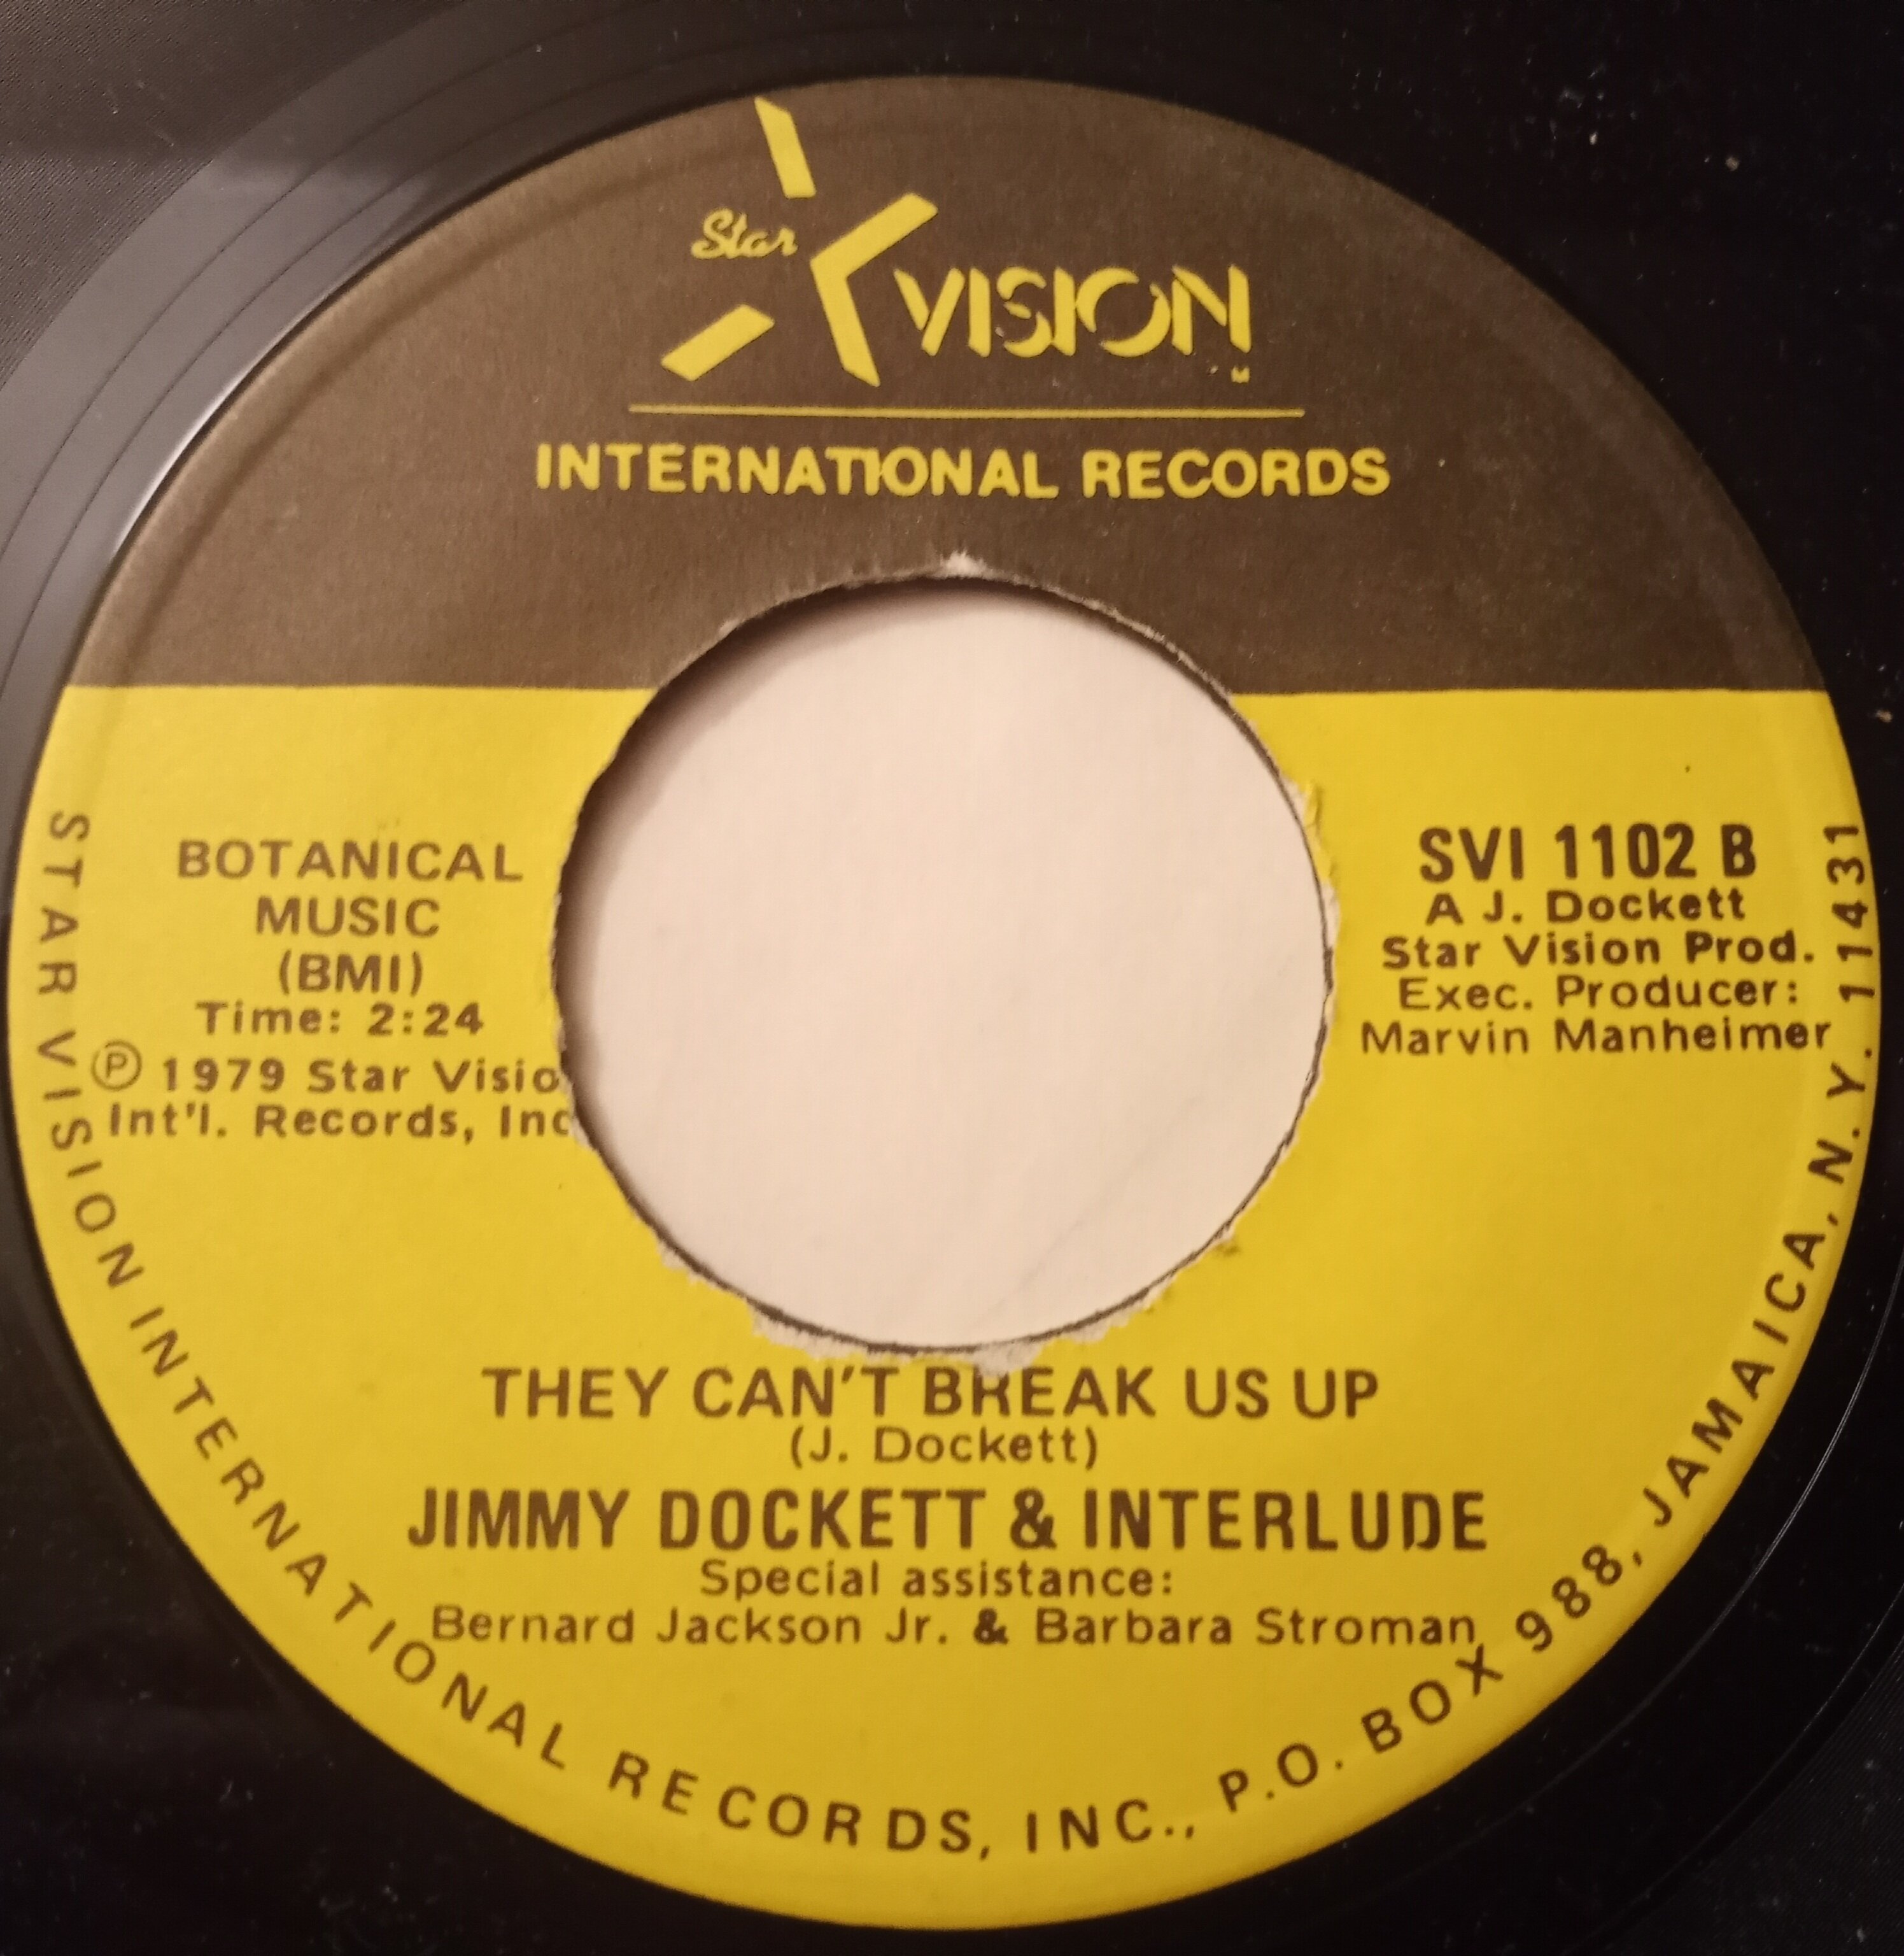 Star VISION
INTERNATIONAL RECORDS
BOTANICAL
MUSIC
(BMI)
Time: 2:24
℗ 1979 Star Visio
Int'l. Records, Inc
SVI 1102 B
A J. Dockett
Star Vision Prod.
Exec. Producer:
Marvin Manheimer
THEY CAN'T BREAK US UP
(J. Dockett)
JIMMY DOCKETT & INTERLUDE
Special assistance:
Bernard Jackson Jr. & Barbara Stroman
STAR VISION INTERNATIONAL RECORDS, INC., P.O. BOX 988, JAMAICA, N.Y. 11431